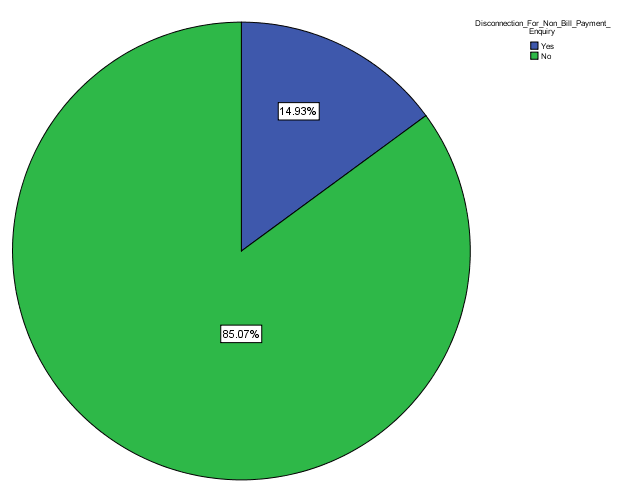 Disconnection_For_Non_Bill_Payment_
Enquiry
Yes
No
14.93%
85.07%